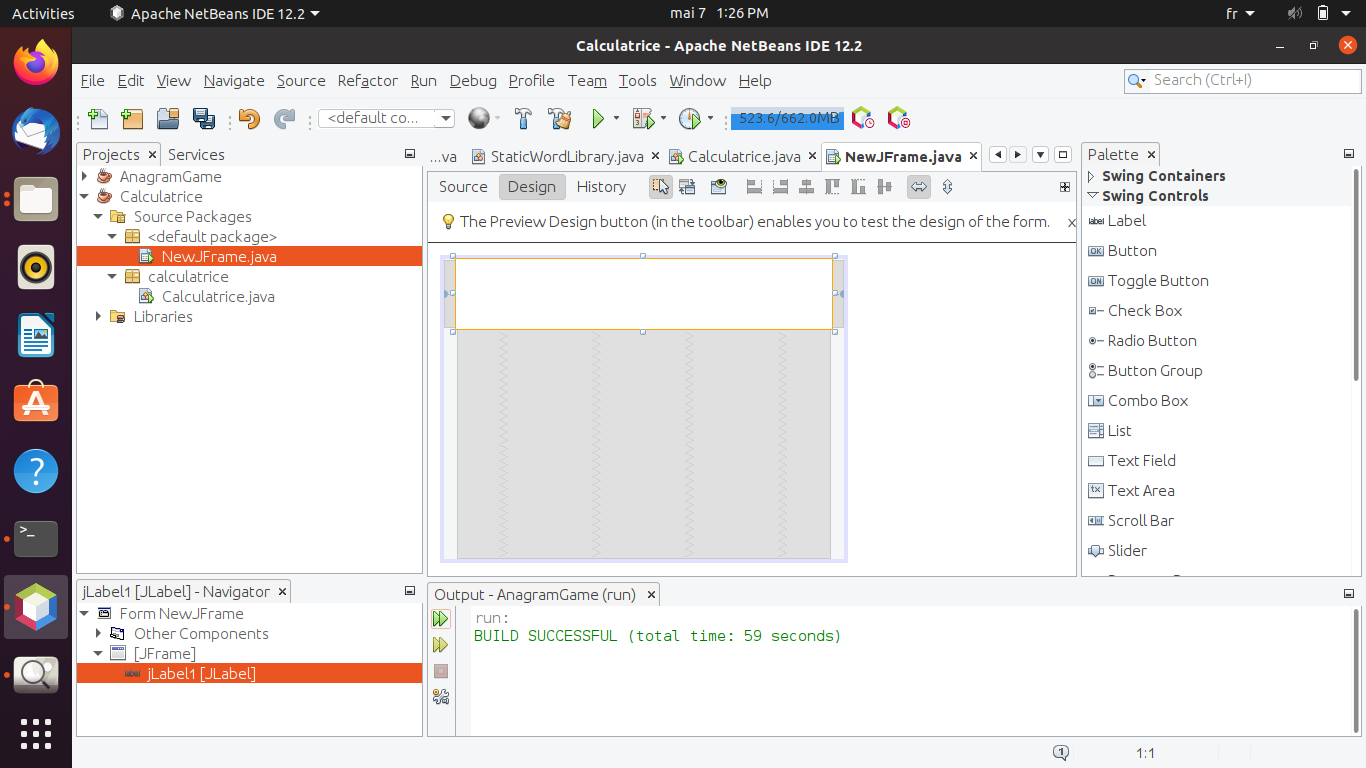 Activities Apache NetBeans IDE 12.2 mai 7 1:26 PM fr
Calculatrice - Apache NetBeans IDE 12.2
File Edit View Navigate Source Refactor Run Debug Profile Team Tools Window Help Search (Ctrl+I)
<default co... 523.6/662.0MB
Projects Services
AnagramGame
Calculatrice
Source Packages
<default package>
NewJFrame.java
calculatrice
Calculatrice.java
Libraries
...va StaticWordLibrary.java Calculatrice.java NewJFrame.java
Source Design History
The Preview Design button (in the toolbar) enables you to test the design of the form. x
Palette
Swing Containers
Swing Controls
label Label
OK Button
ON Toggle Button
Check Box
Radio Button
Button Group
Combo Box
List
Text Field
tx Text Area
Scroll Bar
Slider
jLabel1 [JLabel] - Navigator
Form NewJFrame
Other Components
[JFrame]
label jLabel1 [JLabel]
Output - AnagramGame (run)
run:
BUILD SUCCESSFUL (total time: 59 seconds)
1 1:1